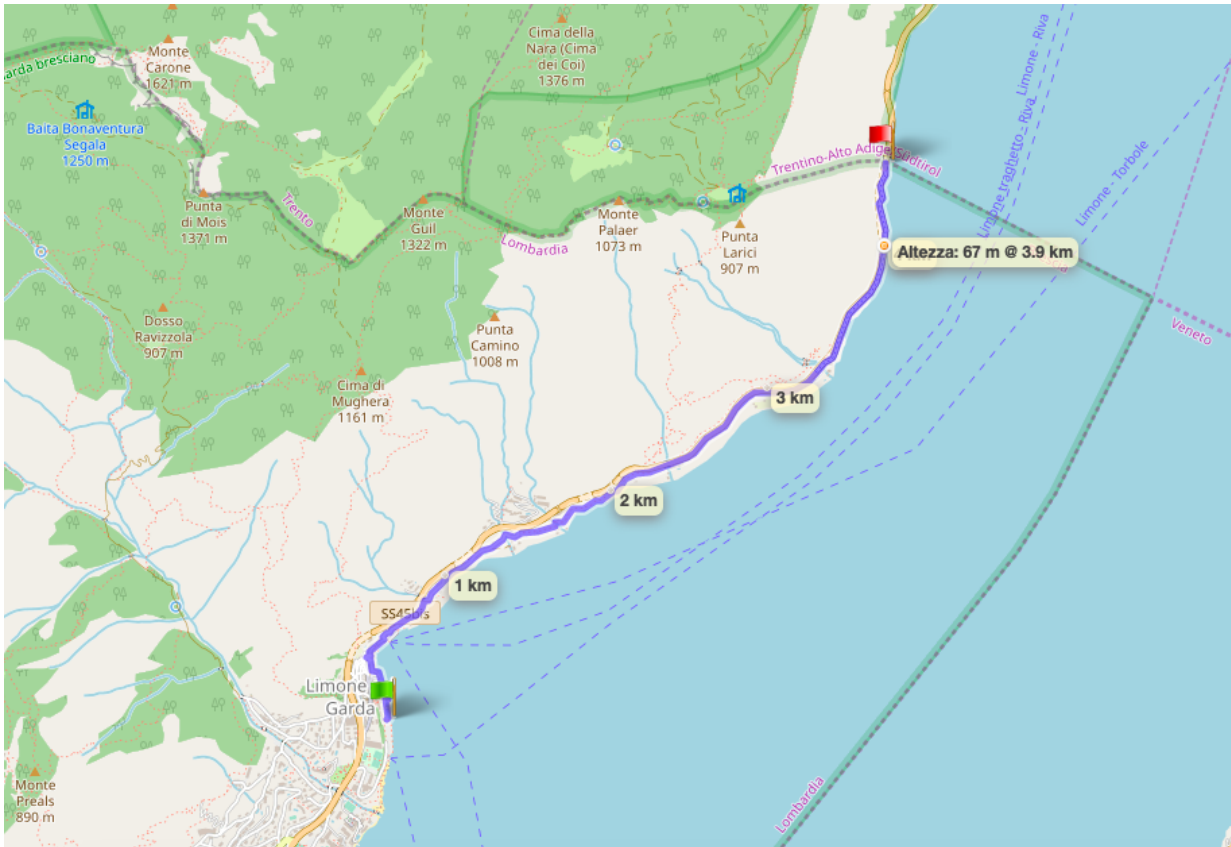 Cima della
Nara (Cima
dei Coi)
1376 m
Monte
Carone
1621 m
arda bresciano
Baita Bonaventura
Segala
1250 m
Limone traghetto - Riva
Limone - Riva
Limone - Torbole
Trentino-Alto Adige/Südtirol
Punta
di Mois
1371 m
Trento
Monte
Guil
1322 m
Lombardia
Monte
Palaer
1073 m
Punta
Larici
907 m
Altezza: 67 m @ 3.9 km
Veneto
Dosso
Ravizzola
907 m
Punta
Camino
1008 m
Cima di
Mughera
1161 m
3 km
2 km
1 km
SS45bis
Limone
Garda
Monte
Preals
890 m
Lombardia